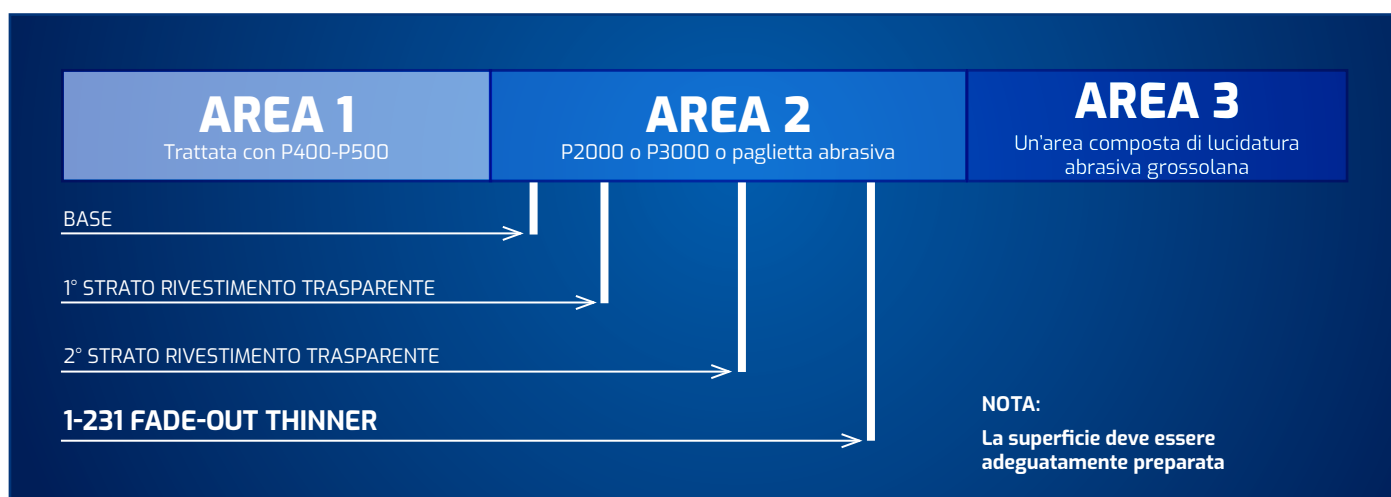 AREA 1
Trattata con P400-P500
AREA 2
P2000 o P3000 o paglietta abrasiva
AREA 3
Un'area composta di lucidatura
abrasiva grossolana
BASE
1° STRATO RIVESTIMENTO TRASPARENTE
2° STRATO RIVESTIMENTO TRASPARENTE
1-231 FADE-OUT THINNER
NOTA:
La superficie deve essere
adeguatamente preparata